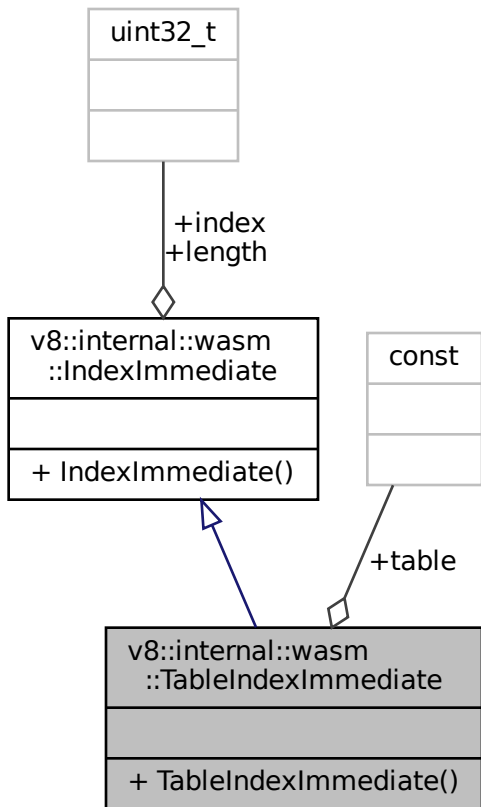 uint32_t
+index
+length
v8::internal::wasm
::IndexImmediate
+ IndexImmediate()
const
+table
v8::internal::wasm
::TableIndexImmediate
+ TableIndexImmediate()